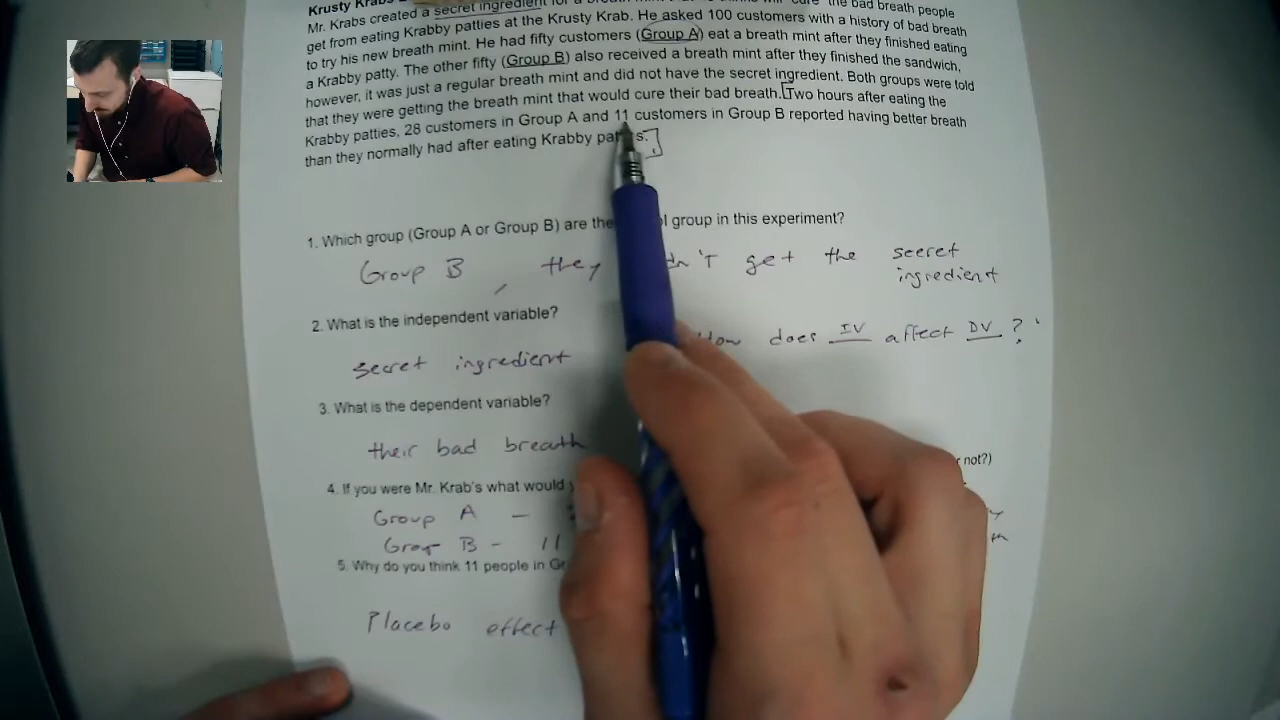 Krusty Krabs
Mr. Krabs created a secret ingredient for a breath mint that he thinks will "cure" the bad breath people
get from eating Krabby patties at the Krusty Krab. He asked 100 customers with a history of bad breath
to try his new breath mint. He had fifty customers (Group A) eat a breath mint after they finished eating
a Krabby patty. The other fifty (Group B) also received a breath mint after they finished the sandwich,
however, it was just a regular breath mint and did not have the secret ingredient. Both groups were told
that they were getting the breath mint that would cure their bad breath. Two hours after eating the
Krabby patties, 28 customers in Group A and 11 customers in Group B reported having better breath
than they normally had after eating Krabby
1. Which group (Group A or Group B) are the group in this experiment?
Group B, they get the secret
ingredient
2. What is the independent variable?
How does IV affect DV?
secret ingredient
3. What is the dependent variable?
their bad breath
not?)
4. If you were Mr. Krab's what would
Group A -
Group B - 11
5. Why do you think 11 people in
Placebo effect